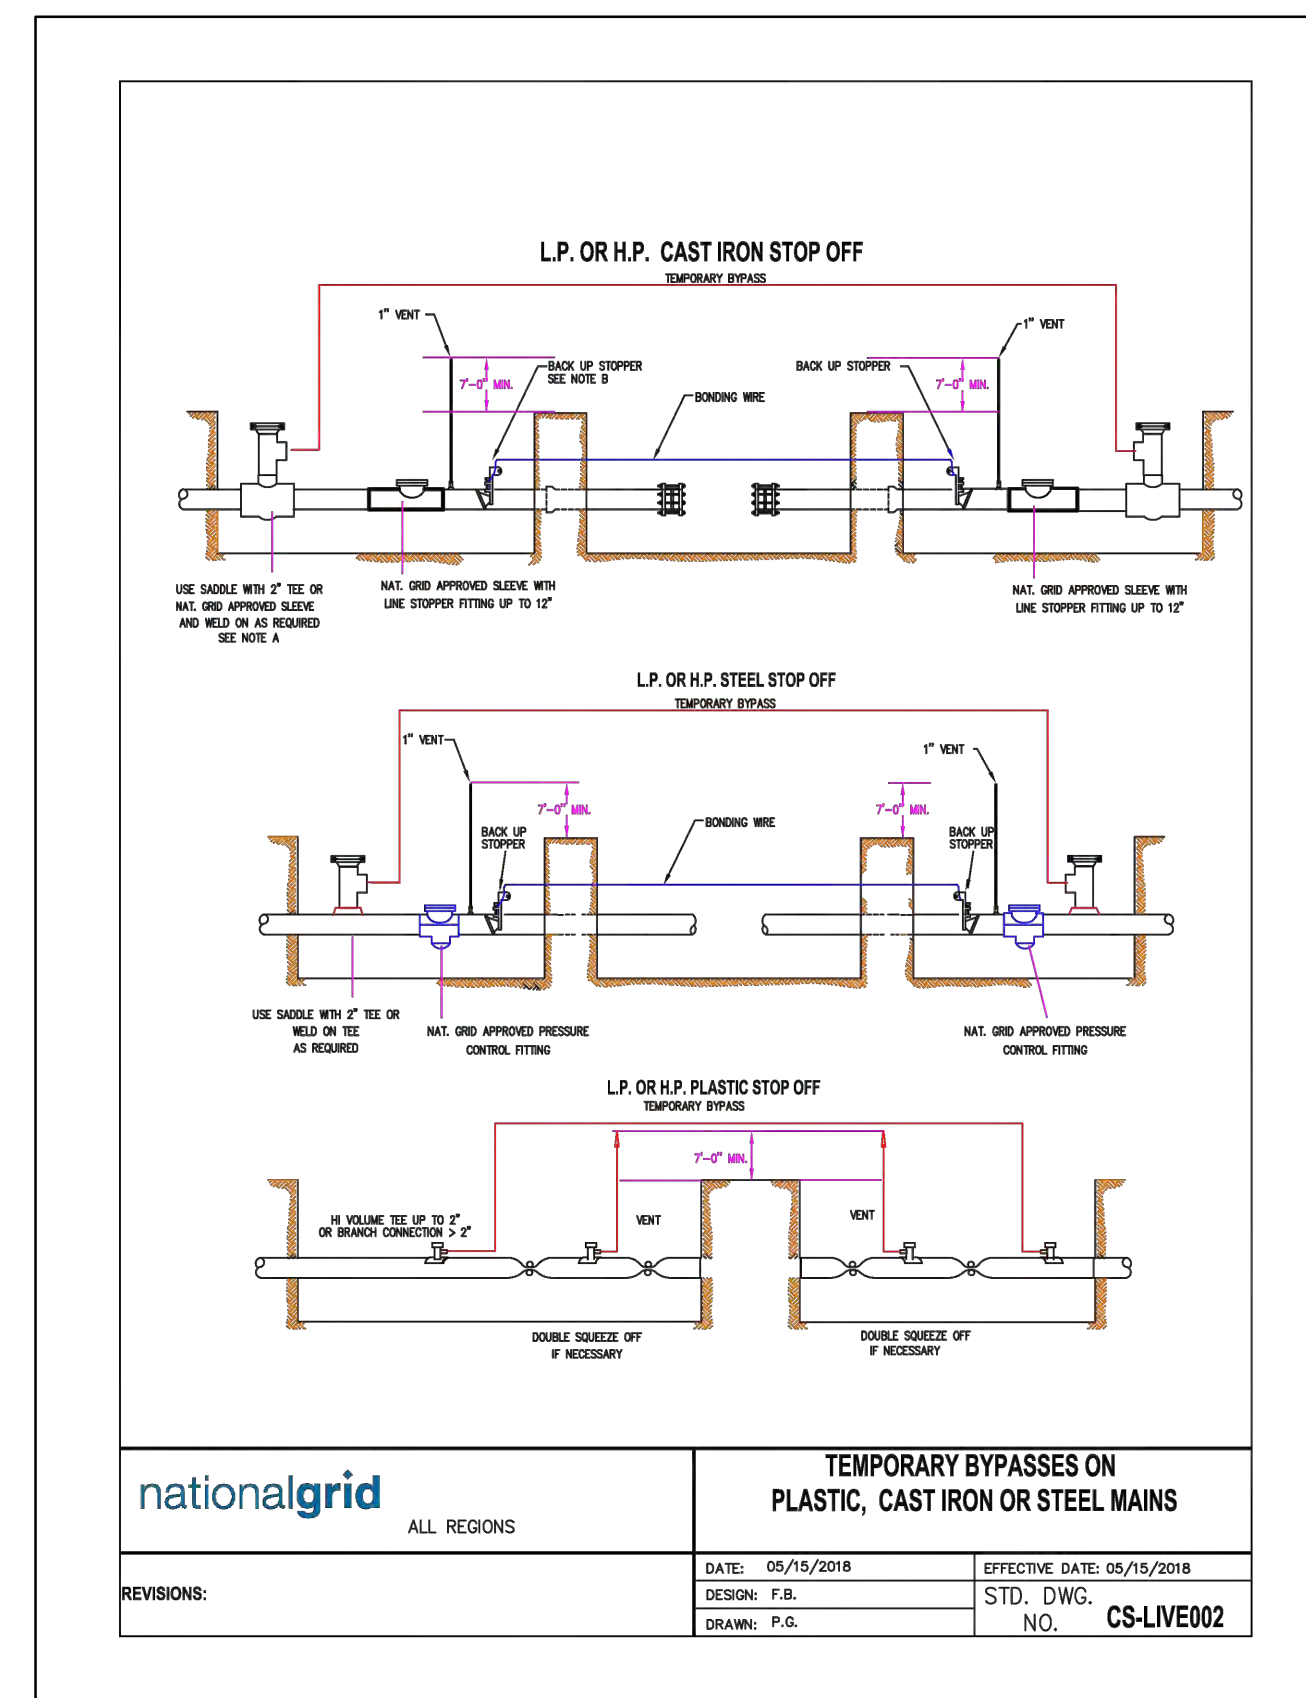 L.P. OR H.P. CAST IRON STOP OFF
TEMPORARY BYPASS
1" VENT
1" VENT
BACK UP STOPPER
SEE NOTE B
BACK UP STOPPER
7'-0" MIN.
7'-0" MIN.
BONDING WIRE
USE SADDLE WITH 2" TEE OR
NAT. GRID APPROVED SLEEVE
AND WELD ON AS REQUIRED
SEE NOTE A
NAT. GRID APPROVED SLEEVE WITH
LINE STOPPER FITTING UP TO 12"
NAT. GRID APPROVED SLEEVE WITH
LINE STOPPER FITTING UP TO 12"
L.P. OR H.P. STEEL STOP OFF
TEMPORARY BYPASS
1" VENT
1" VENT
7'-0" MIN.
7'-0" MIN.
BACK UP
STOPPER
BONDING WIRE
BACK UP
STOPPER
USE SADDLE WITH 2" TEE OR
WELD ON TEE
AS REQUIRED
NAT. GRID APPROVED PRESSURE
CONTROL FITTING
NAT. GRID APPROVED PRESSURE
CONTROL FITTING
L.P. OR H.P. PLASTIC STOP OFF
TEMPORARY BYPASS
7'-0" MIN.
HI VOLUME TEE UP TO 2"
OR BRANCH CONNECTION > 2"
VENT
VENT
DOUBLE SQUEEZE OFF
IF NECESSARY
DOUBLE SQUEEZE OFF
IF NECESSARY
nationalgrid
ALL REGIONS
TEMPORARY BYPASSES ON
PLASTIC, CAST IRON OR STEEL MAINS
REVISIONS:
DATE: 05/15/2018
EFFECTIVE DATE: 05/15/2018
DESIGN: F.B.
DRAWN: P.G.
STD. DWG.
NO. CS-LIVE002